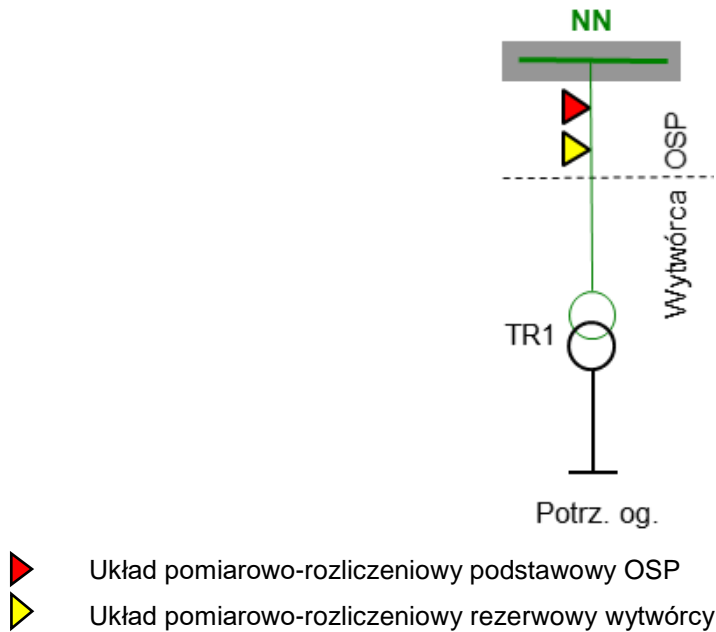 NN
OSP
Wytwórca
TR1
Potrz. og.
Układ pomiarowo-rozliczeniowy podstawowy OSP
Układ pomiarowo-rozliczeniowy rezerwowy wytwórcy